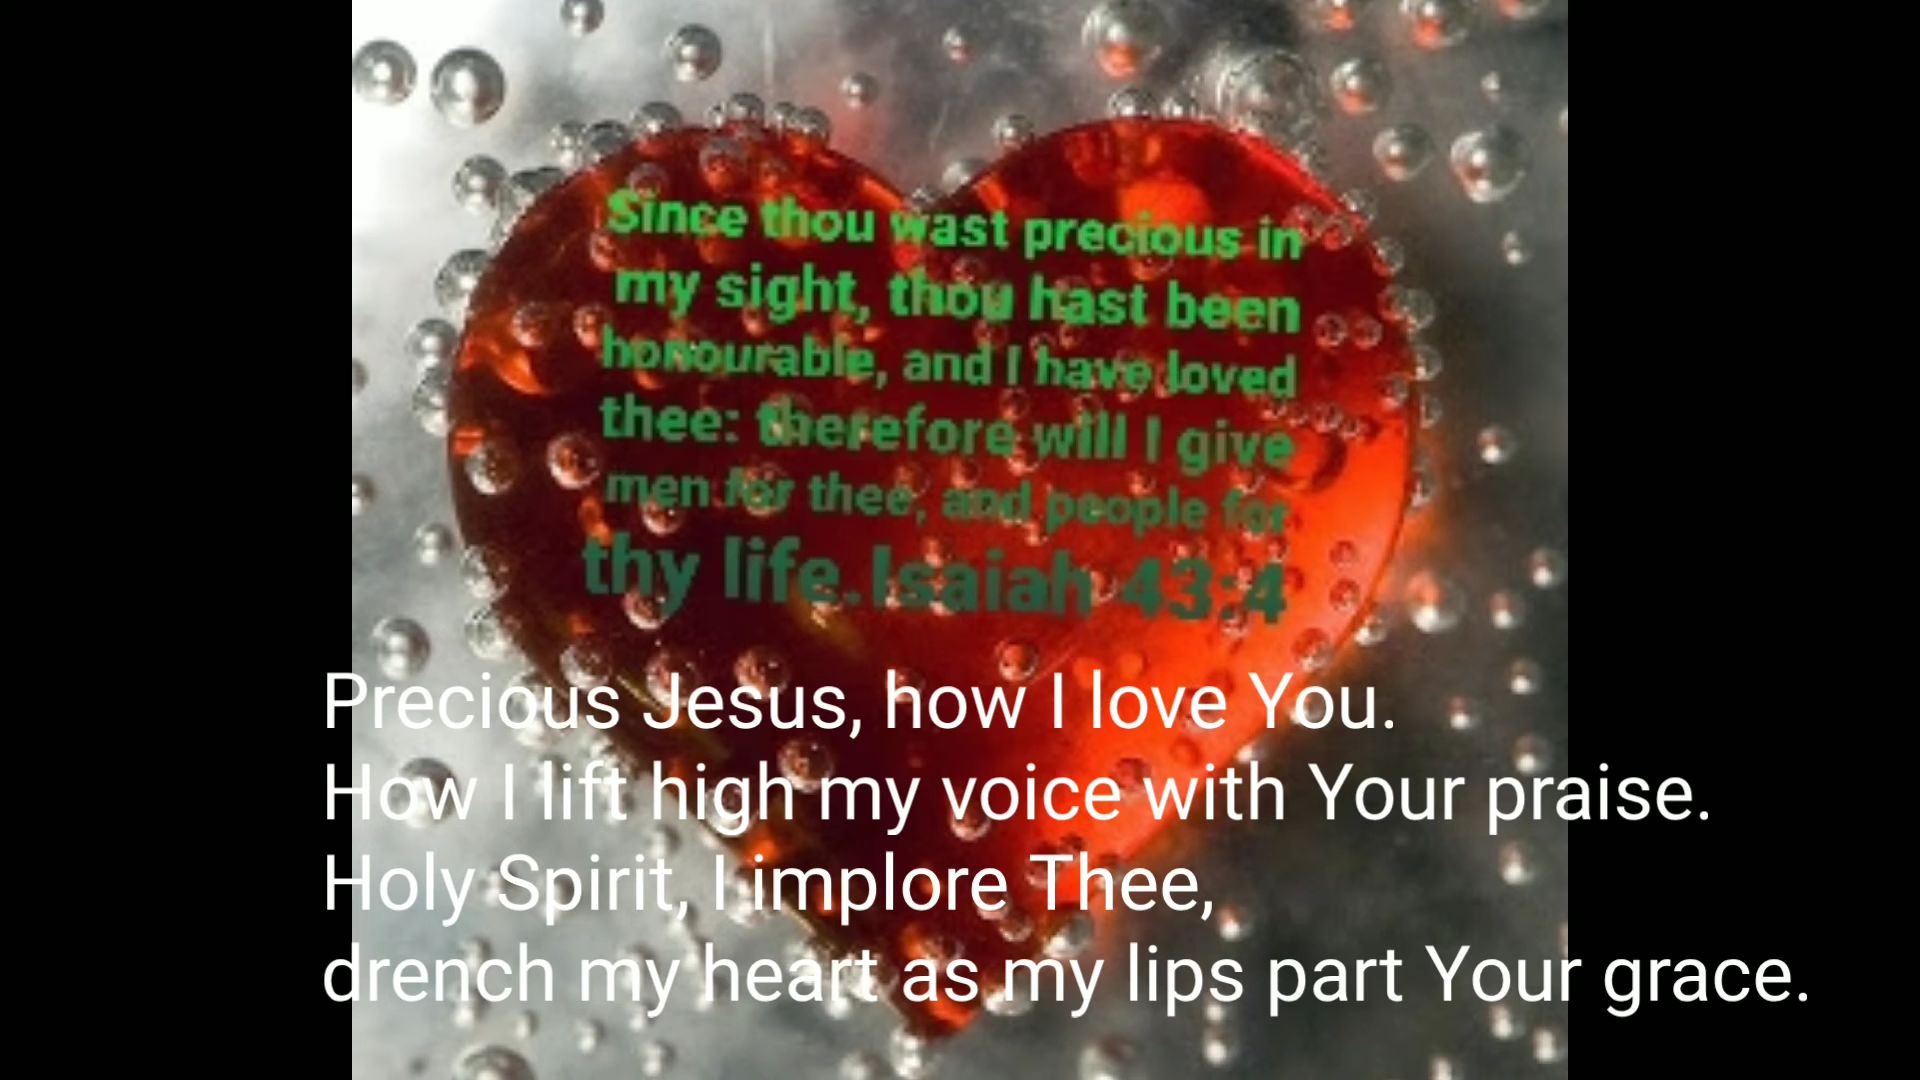 Since thou wast precious in
my sight, thou hast been
honourable, and I have loved
thee: therefore will I give
men for thee, and people for
thy life.Isaiah 43:4
Precious Jesus, how I love You.
How I lift high my voice with Your praise.
Holy Spirit, I implore Thee,
drench my heart as my lips part Your grace.